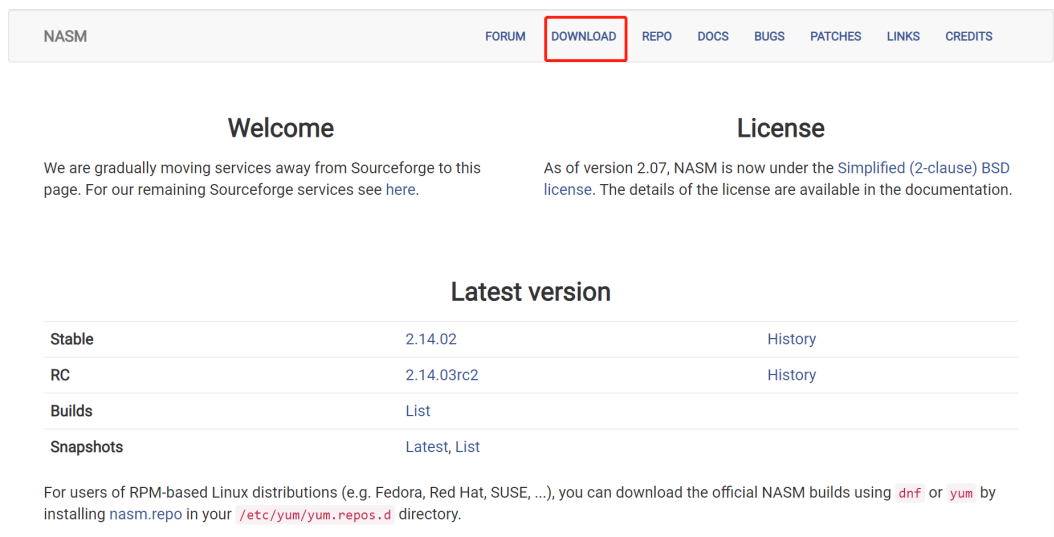 NASM FORUM DOWNLOAD REPO DOCS BUGS PATCHES LINKS CREDITS
Welcome
We are gradually moving services away from Sourceforge to this
page. For our remaining Sourceforge services see here.
License
As of version 2.07, NASM is now under the Simplified (2-clause) BSD
license. The details of the license are available in the documentation.
Latest version
Stable 2.14.02 History
RC 2.14.03rc2 History
Builds List
Snapshots Latest, List
For users of RPM-based Linux distributions (e.g. Fedora, Red Hat, SUSE, ...), you can download the official NASM builds using dnf or yum by
installing nasm.repo in your /etc/yum/yum.repos.d directory.